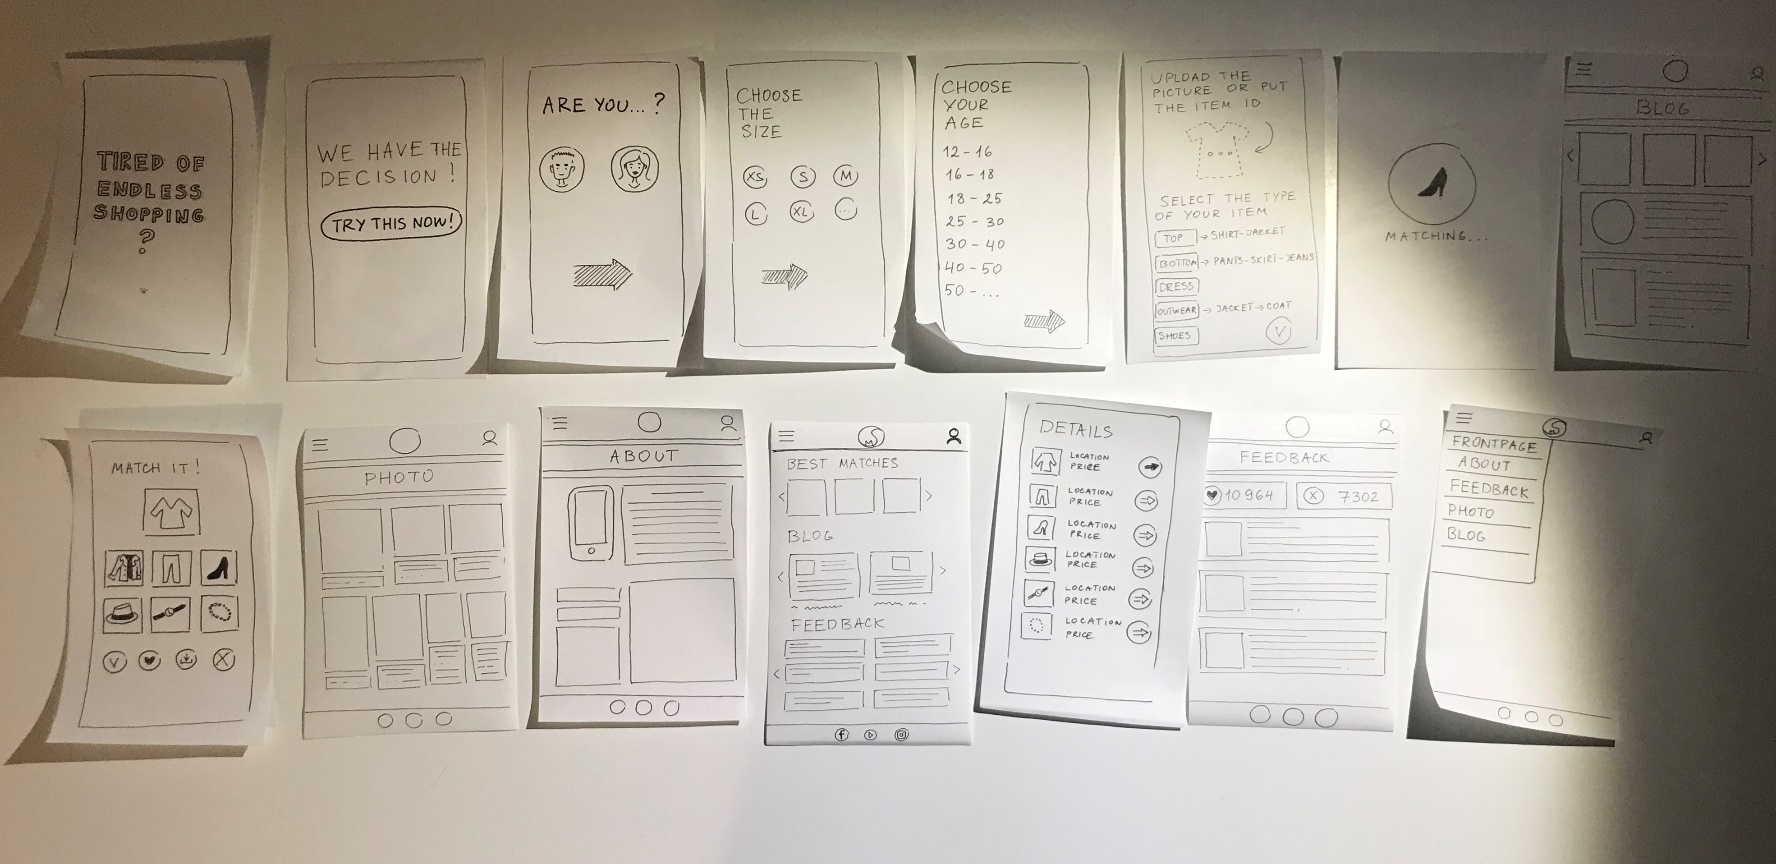 TIRED OF
ENDLESS
SHOPPING
?
WE HAVE THE
DECISION !
TRY THIS NOW!
ARE YOU... ?
CHOOSE
THE
SIZE
XS S M
L XL ...
CHOOSE
YOUR
AGE
12 - 16
16 - 18
18 - 25
25 - 30
30 - 40
40 - 50
50 - ...
UPLOAD THE
PICTURE OR PUT
THE ITEM ID
SELECT THE TYPE
OF YOUR ITEM
TOP → SHIRT-JACKET
BOTTOM → PANTS-SKIRT-JEANS
DRESS
OUTWEAR → JACKET → COAT
SHOES
V
MATCHING...
BLOG
< >
MATCH IT!
V X
PHOTO
ABOUT
BEST MATCHES
< >
BLOG
< >
FEEDBACK
< >
f
DETAILS
LOCATION
PRICE
LOCATION
PRICE
LOCATION
PRICE
LOCATION
PRICE
LOCATION
PRICE
LOCATION
PRICE
FEEDBACK
10 964 X 7302
FRONTPAGE
ABOUT
FEEDBACK
PHOTO
BLOG